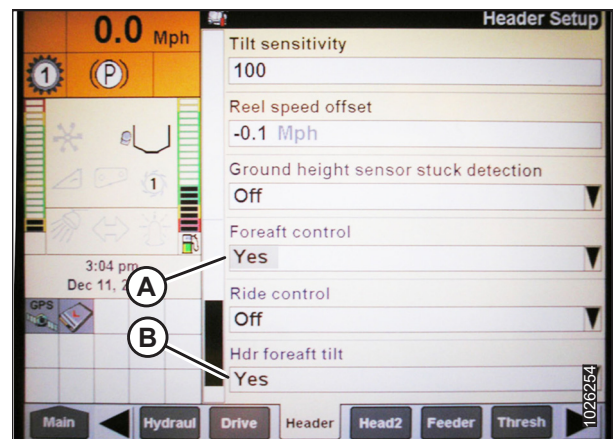 0.0 Mph
Header Setup
1
(P)
Tilt sensitivity
100
Reel speed offset
-0.1 Mph
Ground height sensor stuck detection
Off
1
Foreaft control
Yes
3:04 pm
Dec 11, 2
A
GPS
Ride control
Off
B
Hdr foreaft tilt
Yes
1026254
Main
Hydraul
Drive
Header
Head2
Feeder
Thresh